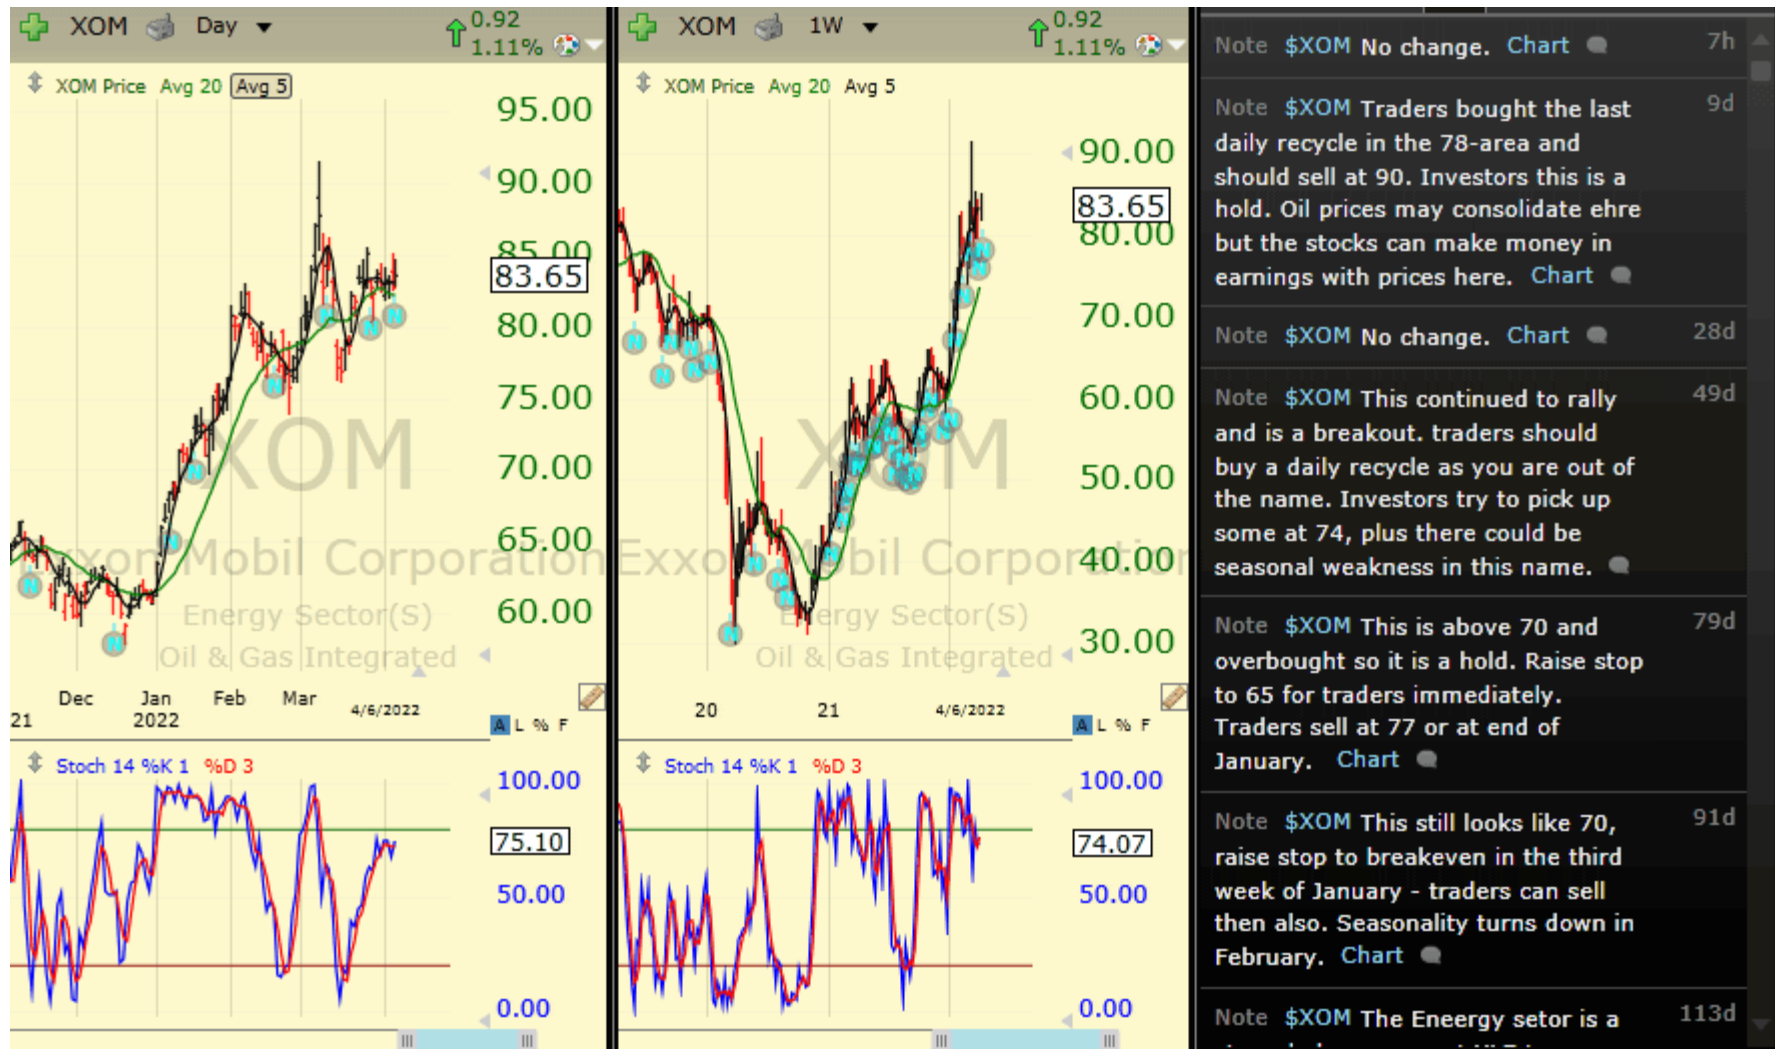 XOM Day 0.92
1.11%
XOM Price Avg 20 Avg 5
95.00
90.00
85.00
83.65
80.00
75.00
70.00
65.00
60.00
XOM
Exxon Mobil Corporation
Energy Sector(S)
Oil & Gas Integrated
Dec Jan Feb Mar 4/6/2022
21 2022
A L % F
Stoch 14 %K 1 %D 3
100.00
75.10
50.00
0.00
XOM 1W 0.92
1.11%
XOM Price Avg 20 Avg 5
90.00
83.65
80.00
70.00
60.00
50.00
40.00
30.00
XOM
Exxon Mobil Corporation
Energy Sector(S)
Oil & Gas Integrated
20 21 4/6/2022
A L % F
Stoch 14 %K 1 %D 3
100.00
74.07
50.00
0.00
Note $XOM No change. Chart 7h
Note $XOM Traders bought the last 9d
daily recycle in the 78-area and
should sell at 90. Investors this is a
hold. Oil prices may consolidate ehre
but the stocks can make money in
earnings with prices here. Chart
Note $XOM No change. Chart 28d
Note $XOM This continued to rally 49d
and is a breakout. traders should
buy a daily recycle as you are out of
the name. Investors try to pick up
some at 74, plus there could be
seasonal weakness in this name.
Note $XOM This is above 70 and 79d
overbought so it is a hold. Raise stop
to 65 for traders immediately.
Traders sell at 77 or at end of
January. Chart
Note $XOM This still looks like 70, 91d
raise stop to breakeven in the third
week of January - traders can sell
then also. Seasonality turns down in
February. Chart
Note $XOM The Eneergy setor is a 113d